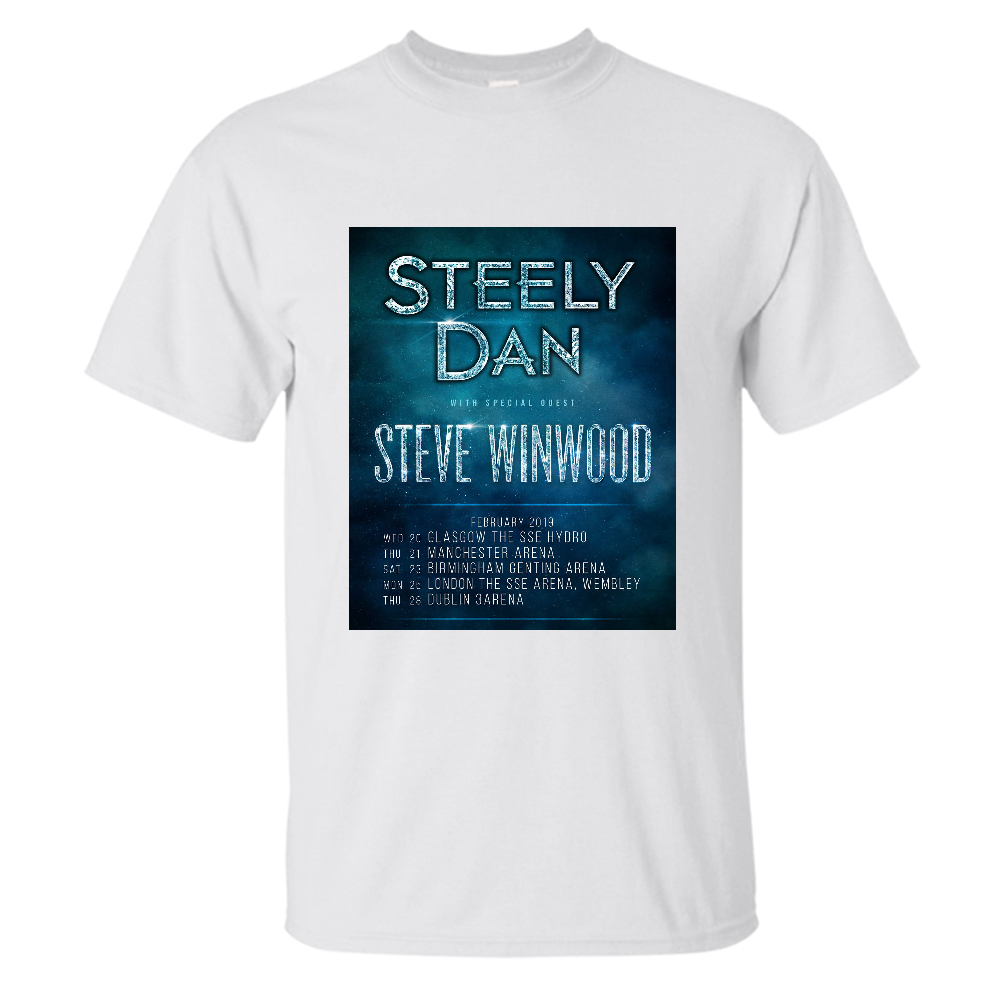 STEELY
DAN
WITH SPECIAL GUEST
STEVE WINWOOD
FEBRUARY 2019
WED 20 GLASGOW THE SSE HYDRO
THU 21 MANCHESTER ARENA
SAT 23 BIRMINGHAM GENTING ARENA
MON 25 LONDON THE SSE ARENA, WEMBLEY
THU 28 DUBLIN 3ARENA